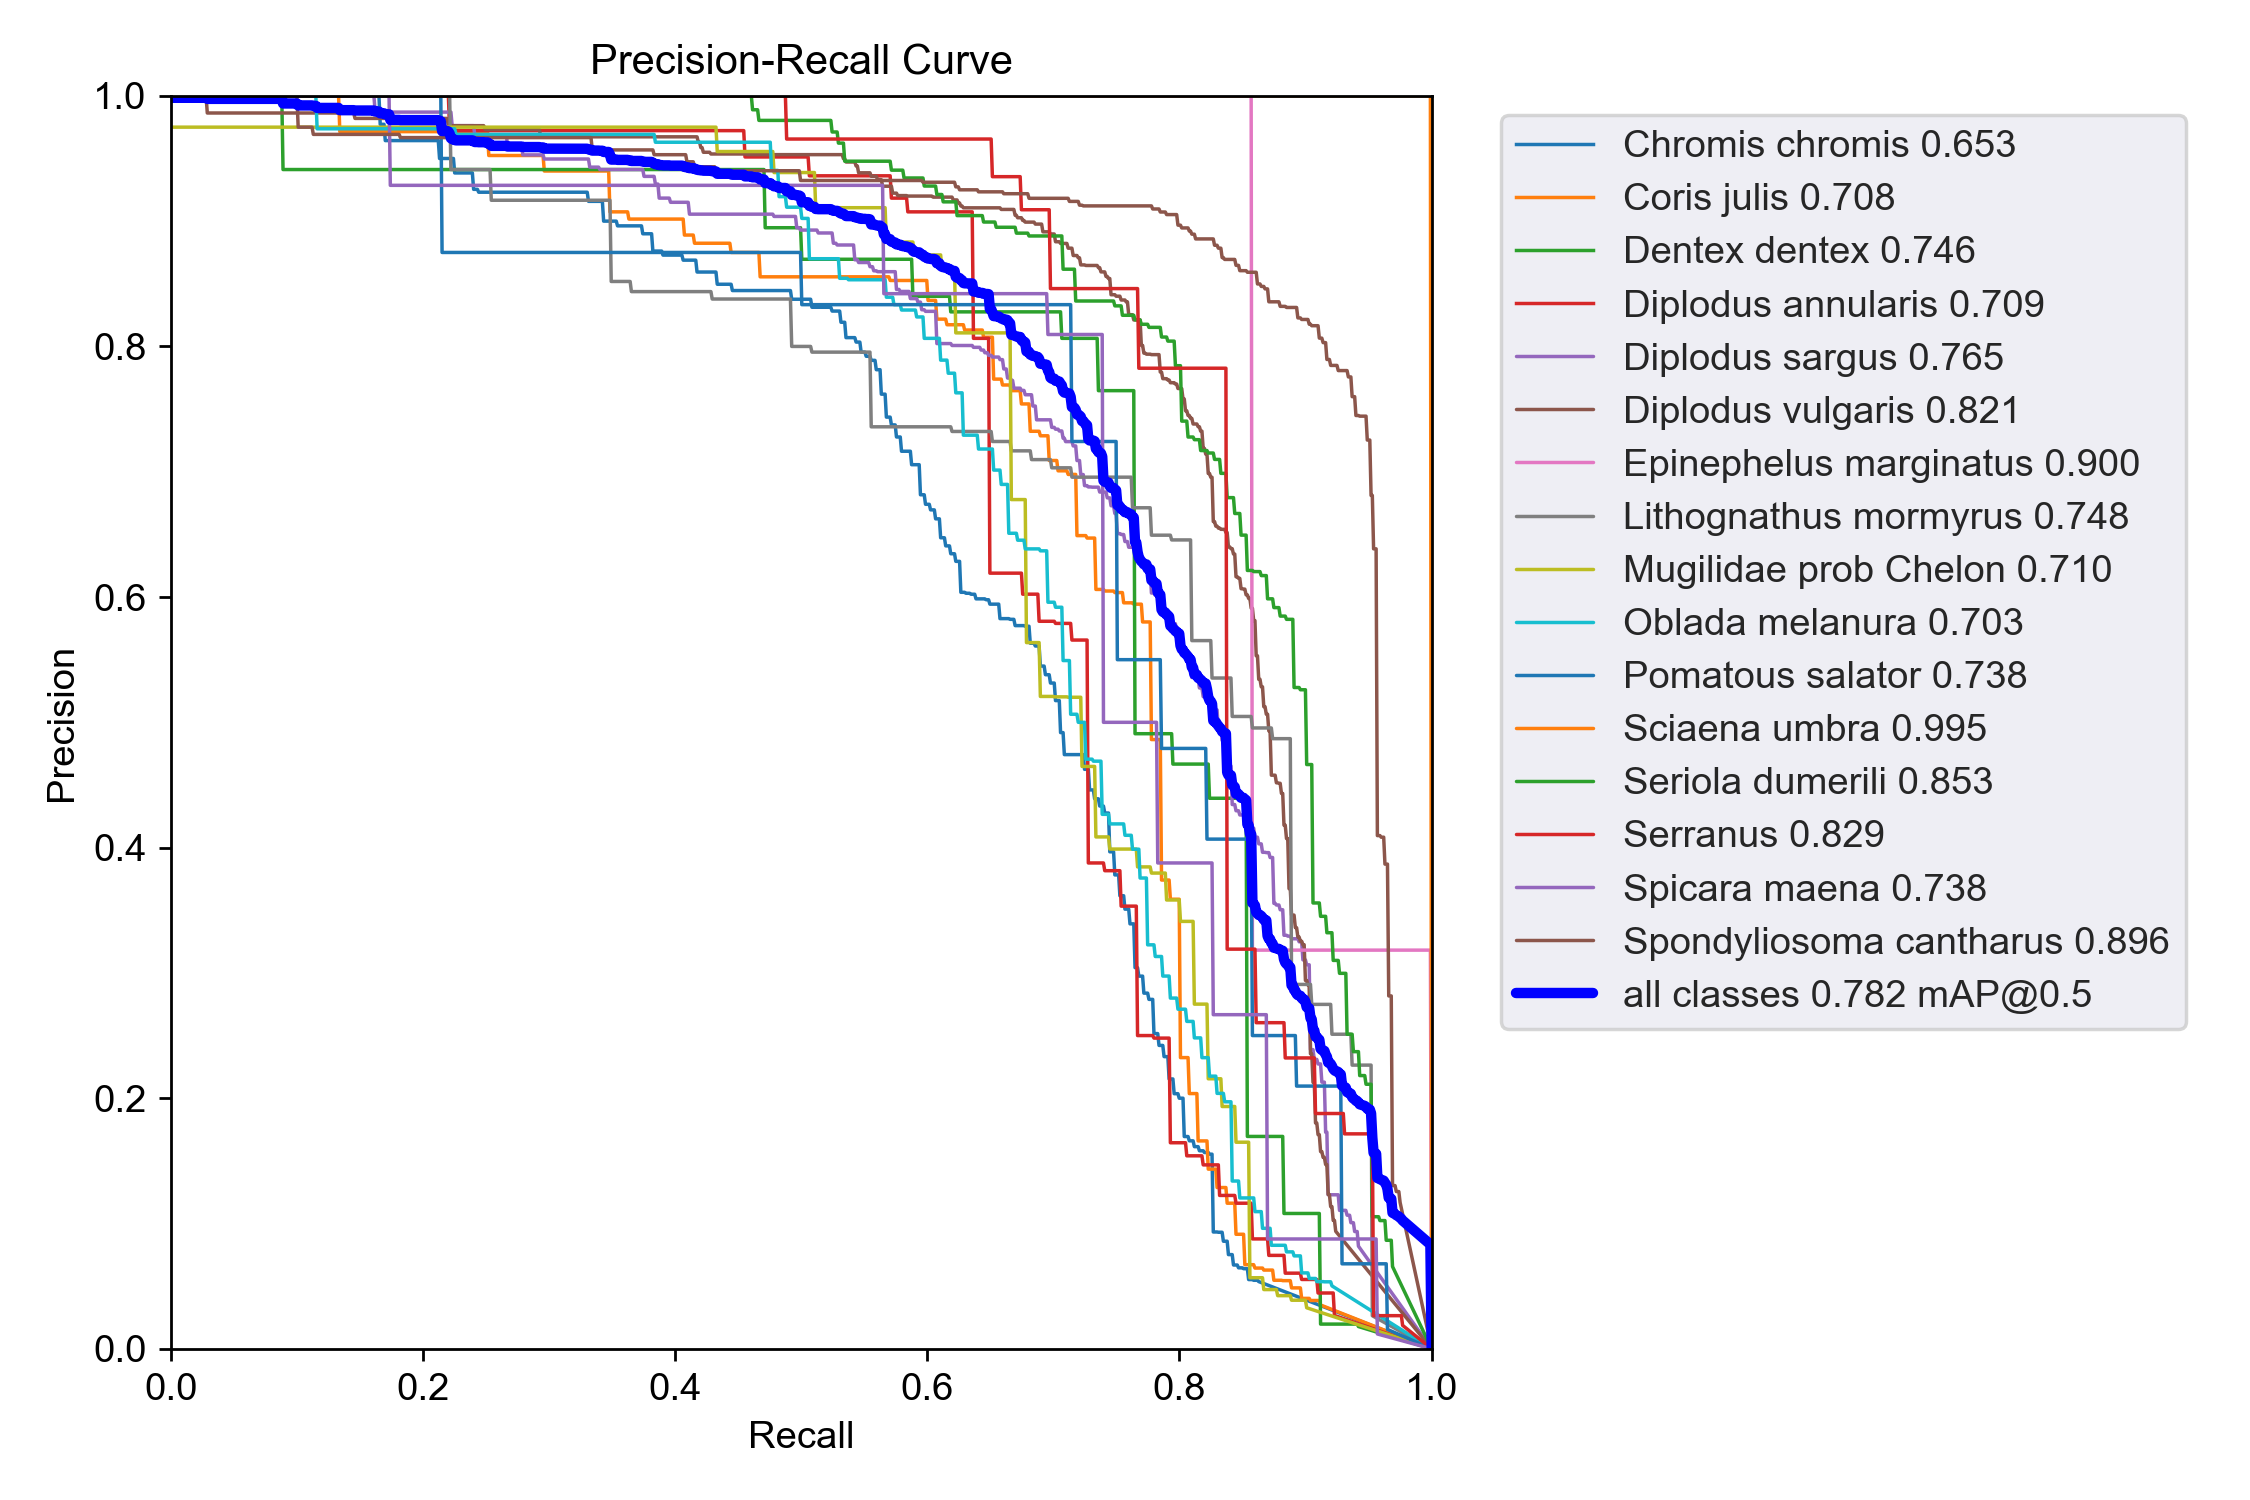 Precision-Recall Curve
1.0
0.8
0.6
0.4
0.2
0.0
Precision
0.0 0.2 0.4 0.6 0.8 1.0
Recall
Chromis chromis 0.653
Coris julis 0.708
Dentex dentex 0.746
Diplodus annularis 0.709
Diplodus sargus 0.765
Diplodus vulgaris 0.821
Epinephelus marginatus 0.900
Lithognathus mormyrus 0.748
Mugilidae prob Chelon 0.710
Oblada melanura 0.703
Pomatous salator 0.738
Sciaena umbra 0.995
Seriola dumerili 0.853
Serranus 0.829
Spicara maena 0.738
Spondyliosoma cantharus 0.896
all classes 0.782 mAP@0.5